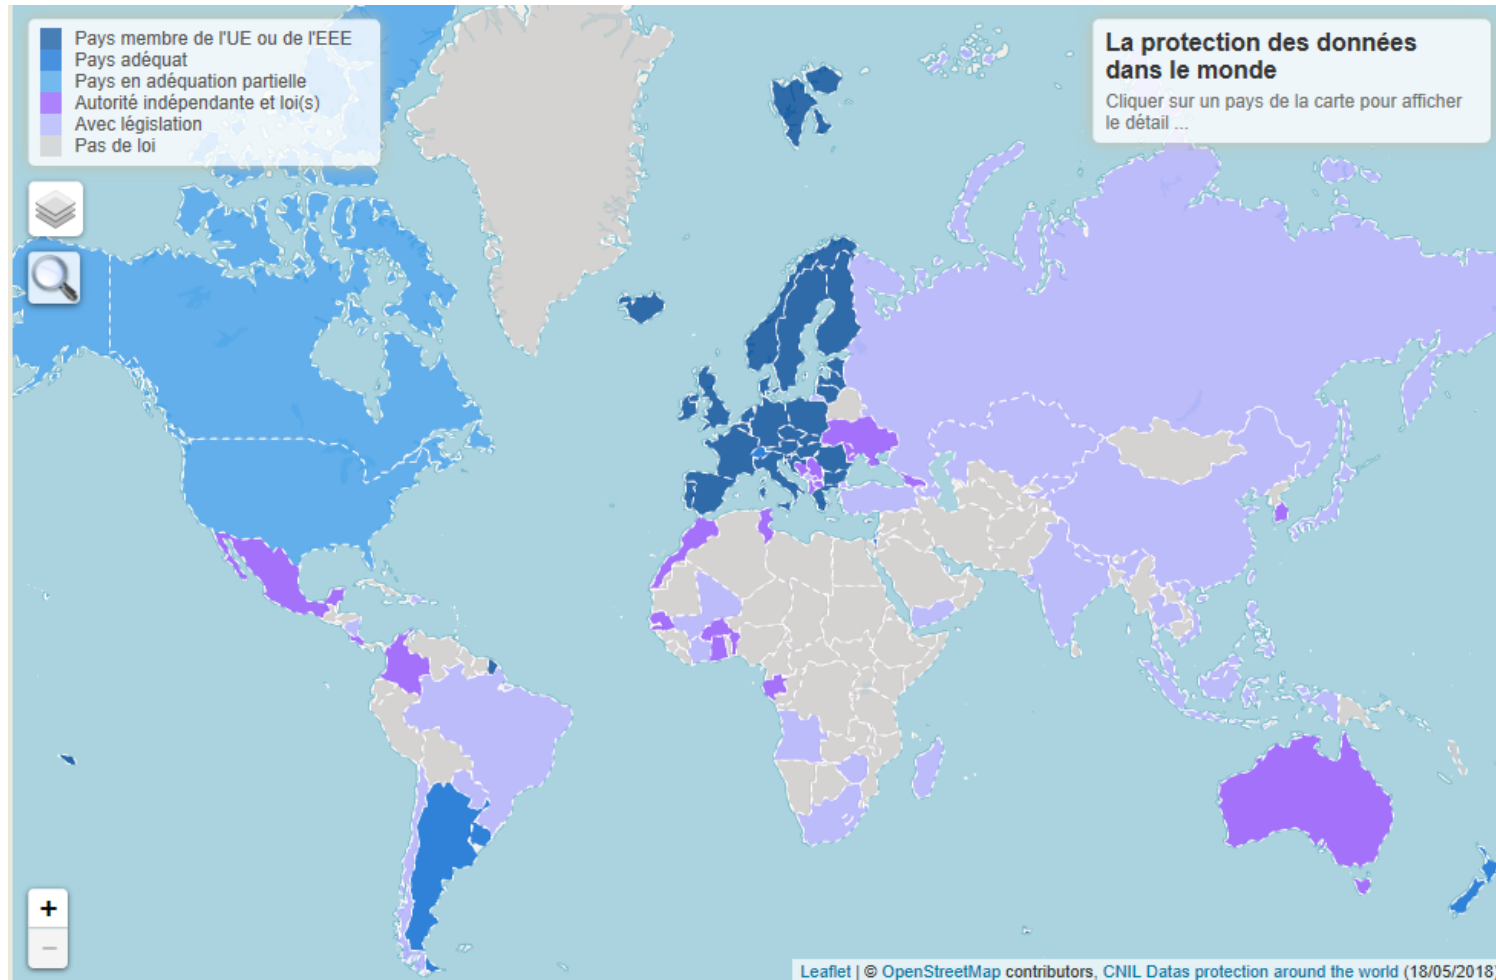 Pays membre de l'UE ou de l'EEE
Pays adéquat
Pays en adéquation partielle
Autorité indépendante et loi(s)
Avec législation
Pas de loi
La protection des données
dans le monde
Cliquer sur un pays de la carte pour afficher
le détail ...
+
−
Leaflet | © OpenStreetMap contributors, CNIL Datas protection around the world (18/05/2018)